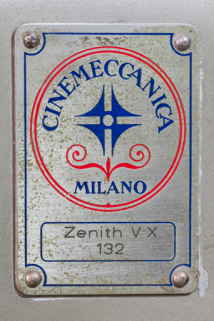 CINEMECCANICA
MILANO
Zenith V·X
132